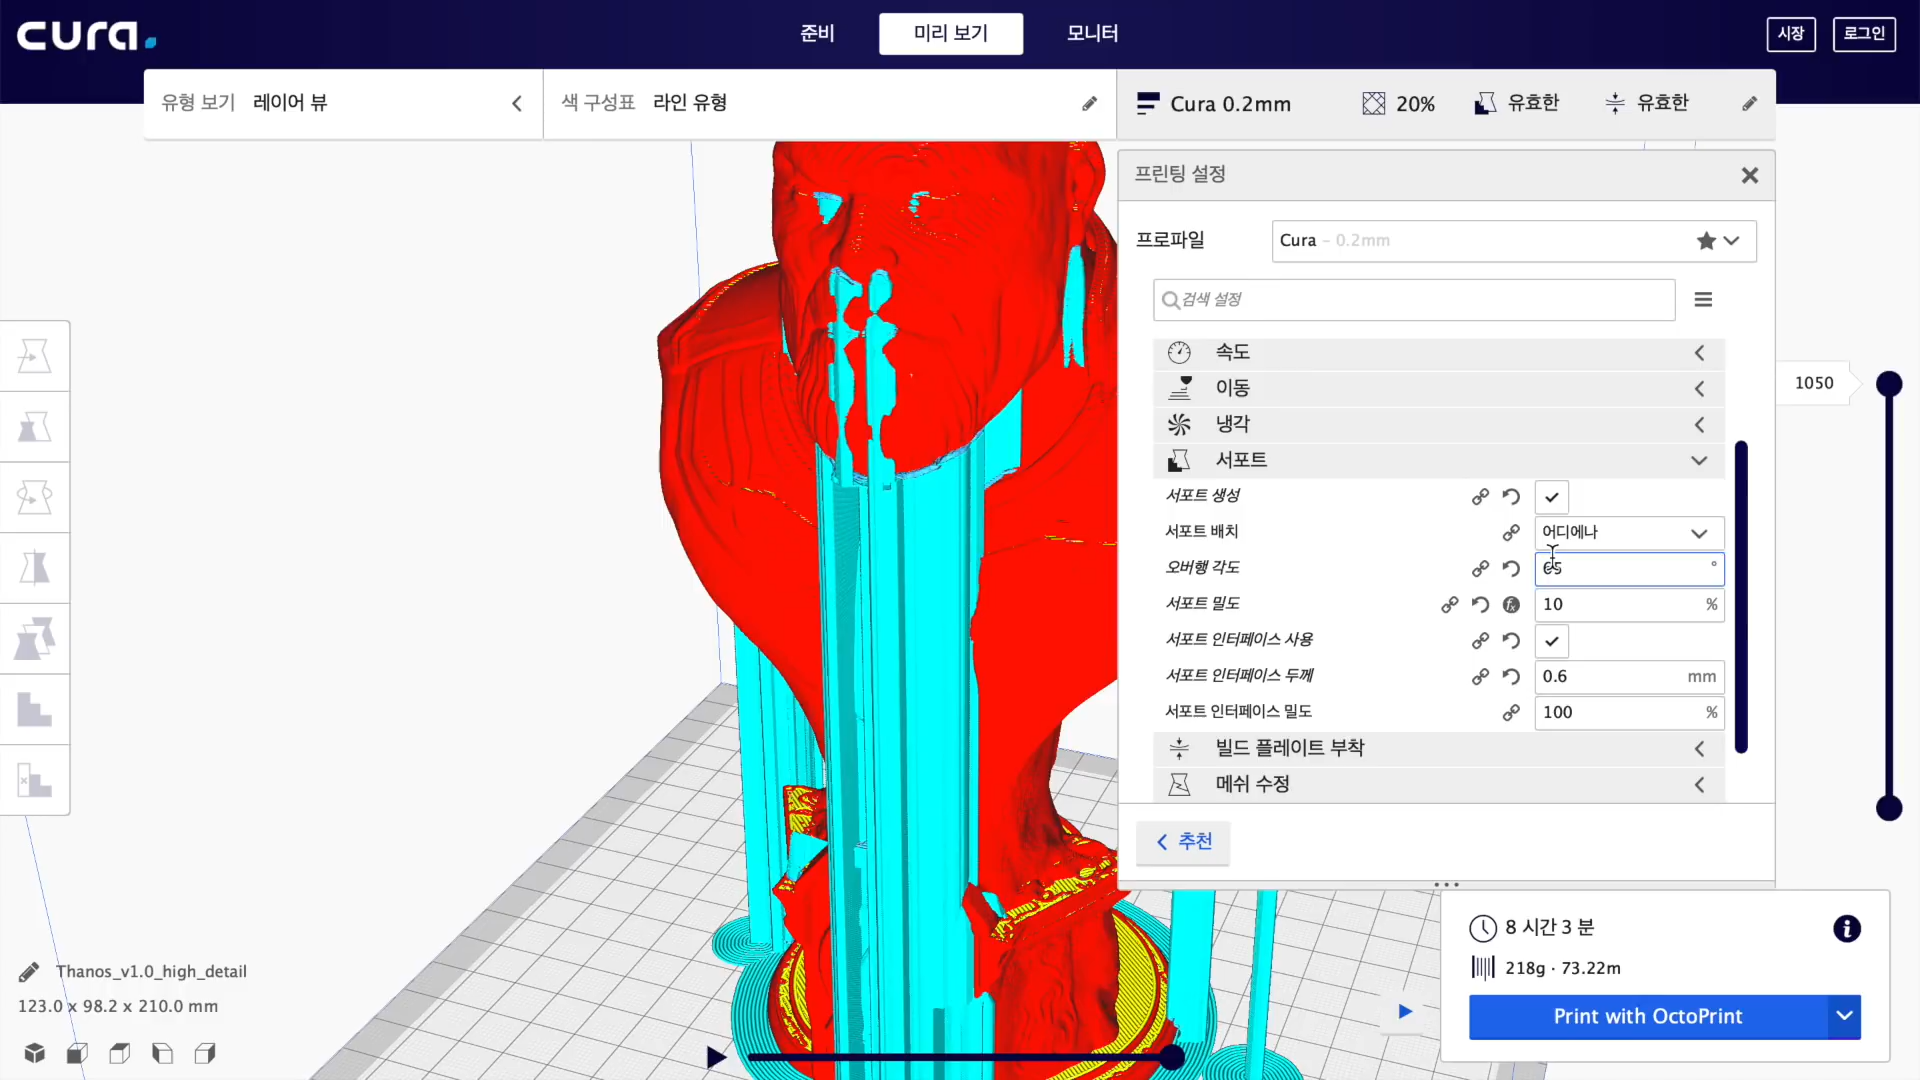 cura.
준비
미리 보기
모니터
시장
로그인
유형 보기 레이어 뷰
색 구성표 라인 유형
Cura 0.2mm
20%
유효한
유효한
프린팅 설정
프로파일
Cura - 0.2mm
검색 설정
속도
이동
냉각
서포트
서포트 생성
서포트 배치
어디에나
오버행 각도
65 °
서포트 밀도
10 %
서포트 인터페이스 사용
서포트 인터페이스 두께
0.6 mm
서포트 인터페이스 밀도
100 %
빌드 플레이트 부착
메쉬 수정
추천
1050
8 시간 3 분
218g · 73.22m
Print with OctoPrint
Thanos_v1.0_high_detail
123.0 x 98.2 x 210.0 mm